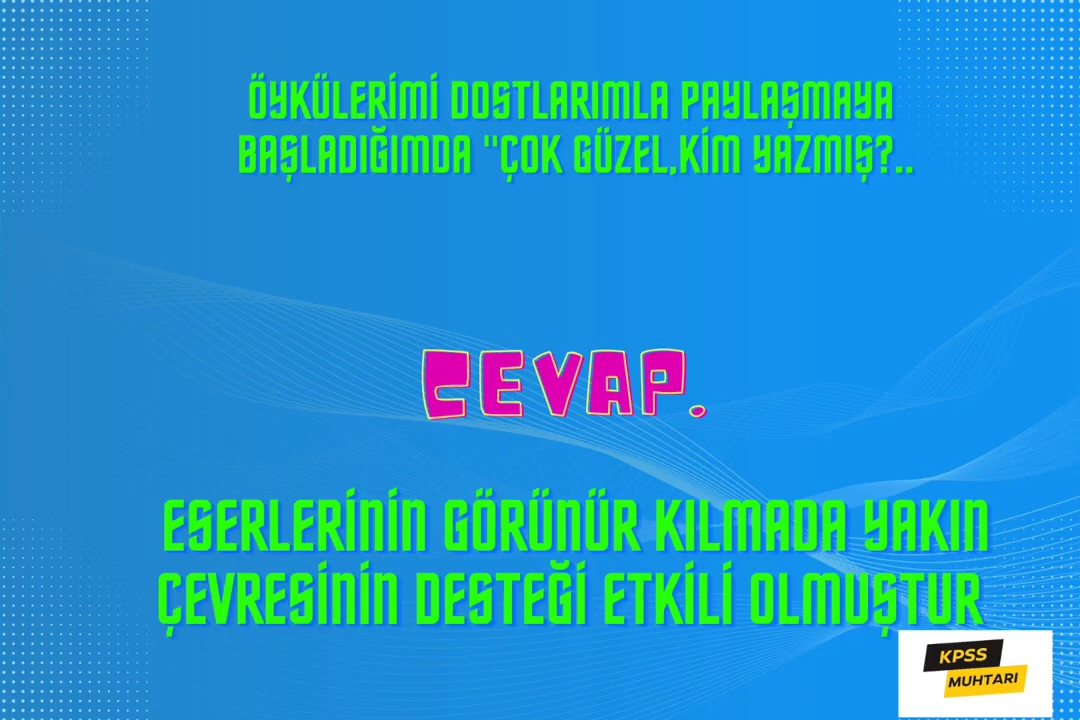 ÖYKÜLERİMİ DOSTLARIMLA PAYLAŞMAYA
BAŞLADIĞIMDA "ÇOK GÜZEL,KİM YAZMIŞ?..
CEVAP.
ESERLERİNİN GÖRÜNÜR KILMADA YAKIN
ÇEVRESİNİN DESTEĞİ ETKİLİ OLMUŞTUR
KPSS
MUHTARI